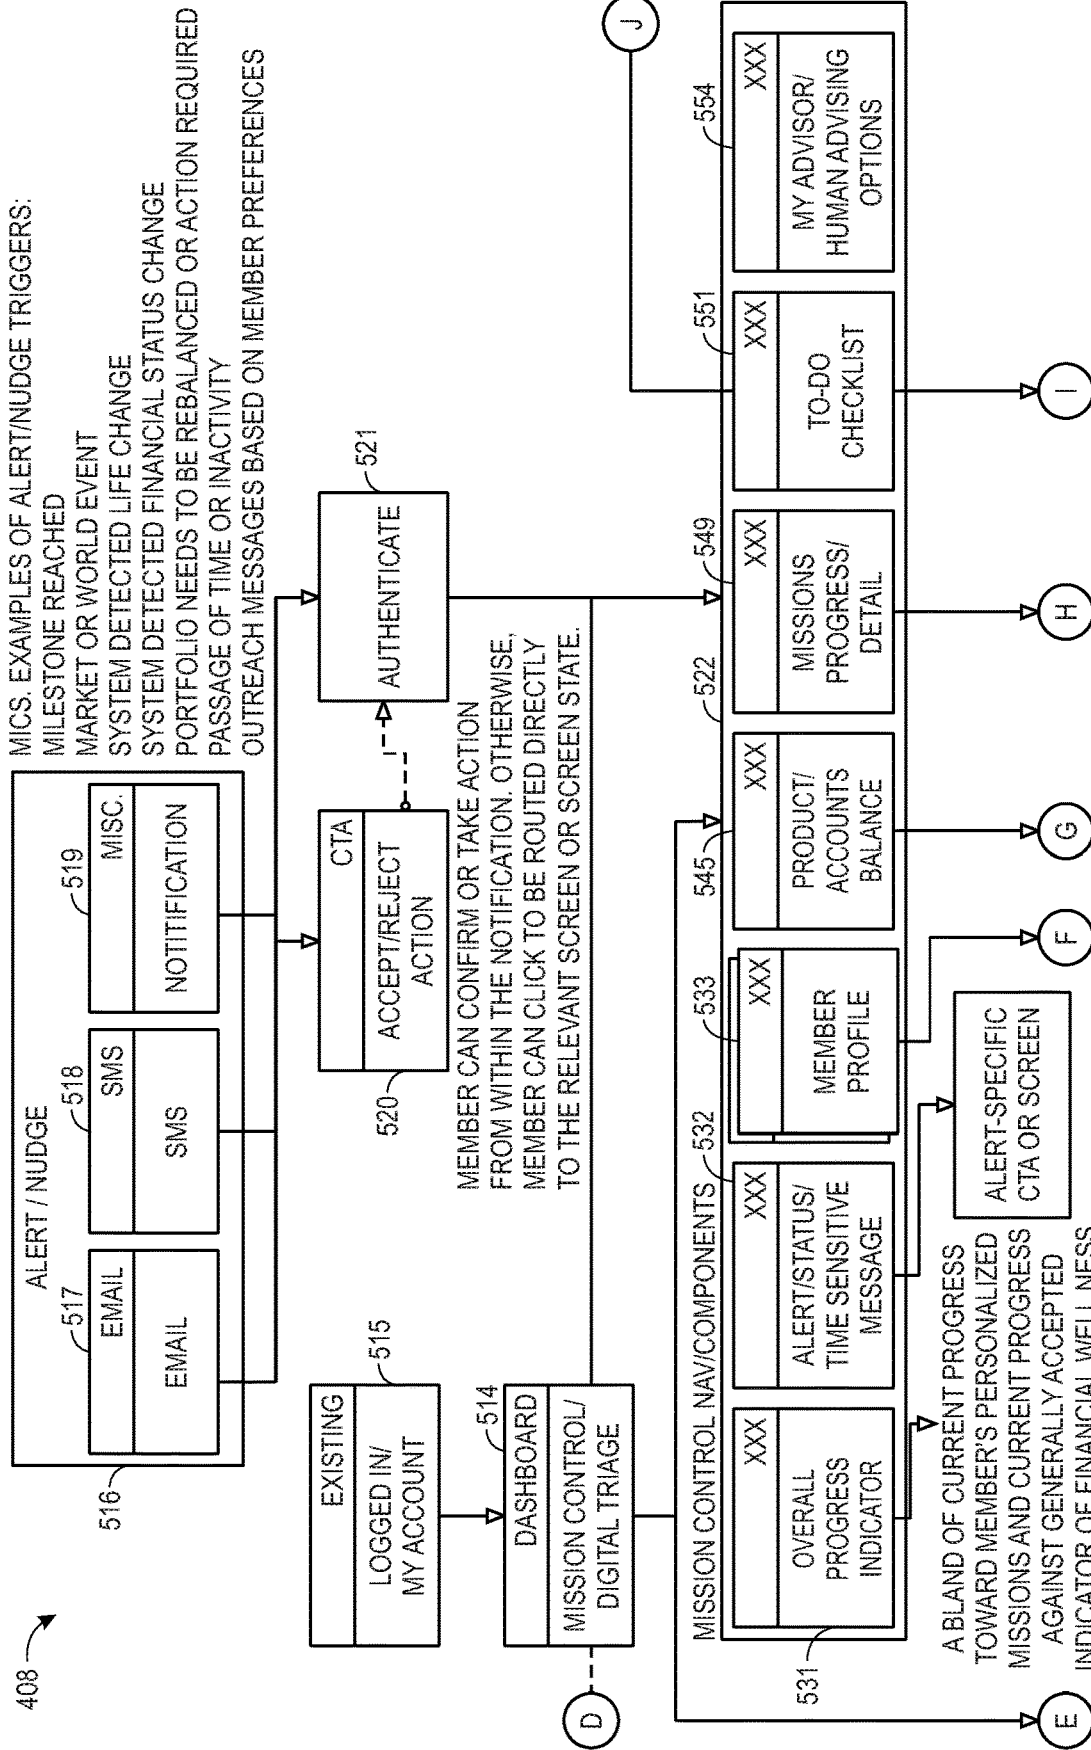 408
MICS. EXAMPLES OF ALERT/NUDGE TRIGGERS:
MILESTONE REACHED
MARKET OR WORLD EVENT
SYSTEM DETECTED LIFE CHANGE
SYSTEM DETECTED FINANCIAL STATUS CHANGE
PORTFOLIO NEEDS TO BE REBALANCED OR ACTION REQUIRED
PASSAGE OF TIME OR INACTIVITY
OUTREACH MESSAGES BASED ON MEMBER PREFERENCES
516
ALERT / NUDGE
517
EMAIL
EMAIL
518
SMS
SMS
519
MISC.
NOTITIFICATION
520
CTA
ACCEPT/REJECT
ACTION
521
AUTHENTICATE
MEMBER CAN CONFIRM OR TAKE ACTION
FROM WITHIN THE NOTIFICATION. OTHERWISE,
MEMBER CAN CLICK TO BE ROUTED DIRECTLY
TO THE RELEVANT SCREEN OR SCREEN STATE.
515
EXISTING
LOGGED IN/
MY ACCOUNT
514
DASHBOARD
MISSION CONTROL/
DIGITAL TRIAGE
D
J
MISSION CONTROL NAV/COMPONENTS
522
531
XXX
OVERALL
PROGRESS
INDICATOR
532
XXX
ALERT/STATUS/
TIME SENSITIVE
MESSAGE
533
XXX
MEMBER
PROFILE
545
XXX
PRODUCT/
ACCOUNTS
BALANCE
549
XXX
MISSIONS
PROGRESS/
DETAIL
551
XXX
TO-DO
CHECKLIST
554
XXX
MY ADVISOR/
HUMAN ADVISING
OPTIONS
A BLAND OF CURRENT PROGRESS
TOWARD MEMBER'S PERSONALIZED
MISSIONS AND CURRENT PROGRESS
AGAINST GENERALLY ACCEPTED
INDICATOR OF FINANCIAL WELLNESS
ALERT-SPECIFIC
CTA OR SCREEN
E
F
G
H
I